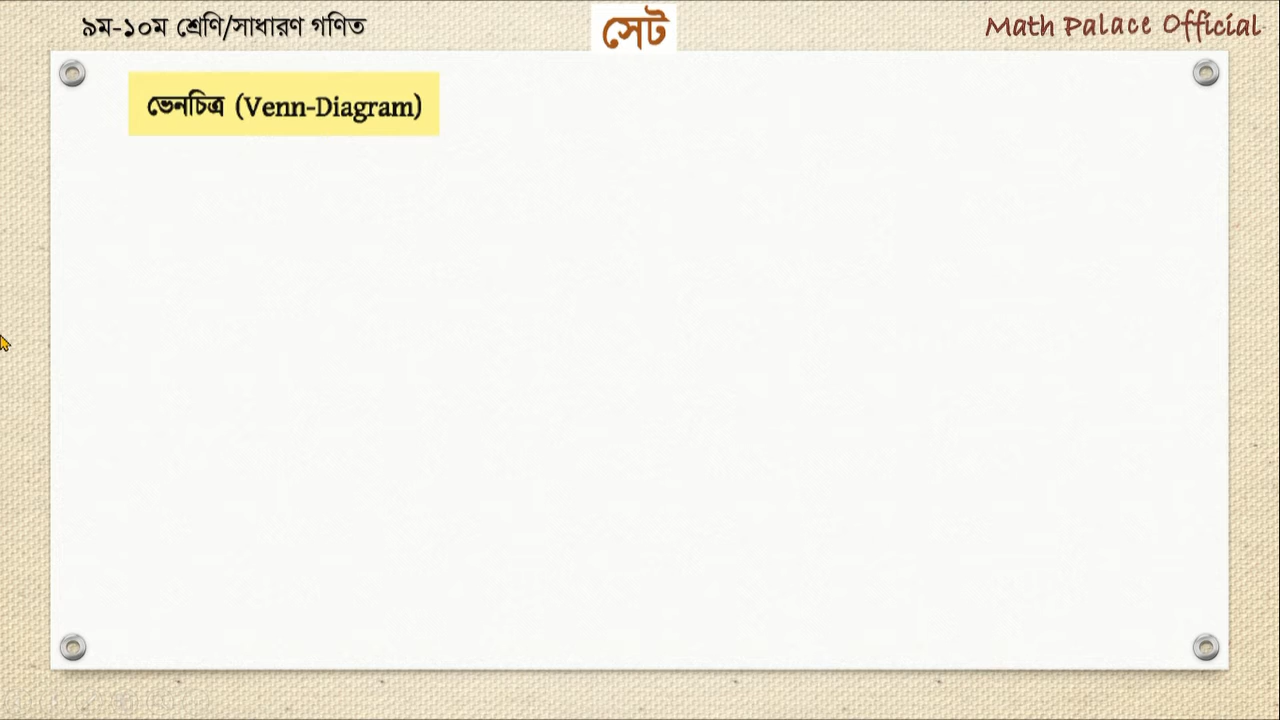 ৯ম-১০ম শ্রেণি/সাধারণ গণিত
সেট
Math Palace Official
ভেনচিত্র (Venn-Diagram)